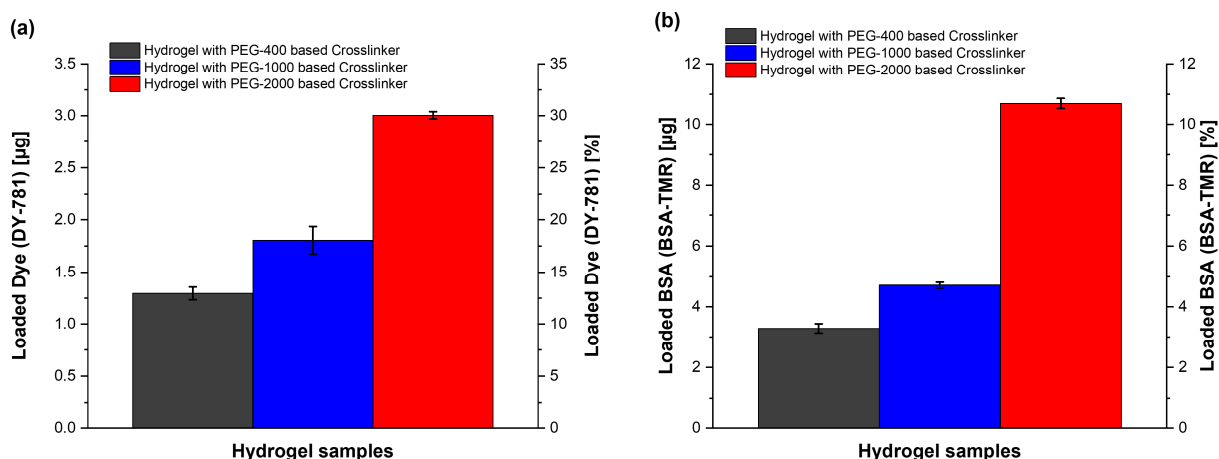 (a)
Hydrogel with PEG-400 based Crosslinker
Hydrogel with PEG-1000 based Crosslinker
Hydrogel with PEG-2000 based Crosslinker
3.5
3.0
2.5
2.0
1.5
1.0
0.5
0.0
Loaded Dye (DY-781) [µg]
35
30
25
20
15
10
5
0
Loaded Dye (DY-781) [%]
Hydrogel samples
(b)
Hydrogel with PEG-400 based Crosslinker
Hydrogel with PEG-1000 based Crosslinker
Hydrogel with PEG-2000 based Crosslinker
12
10
8
6
4
2
0
Loaded BSA (BSA-TMR) [µg]
12
10
8
6
4
2
0
Loaded BSA (BSA-TMR) [%]
Hydrogel samples